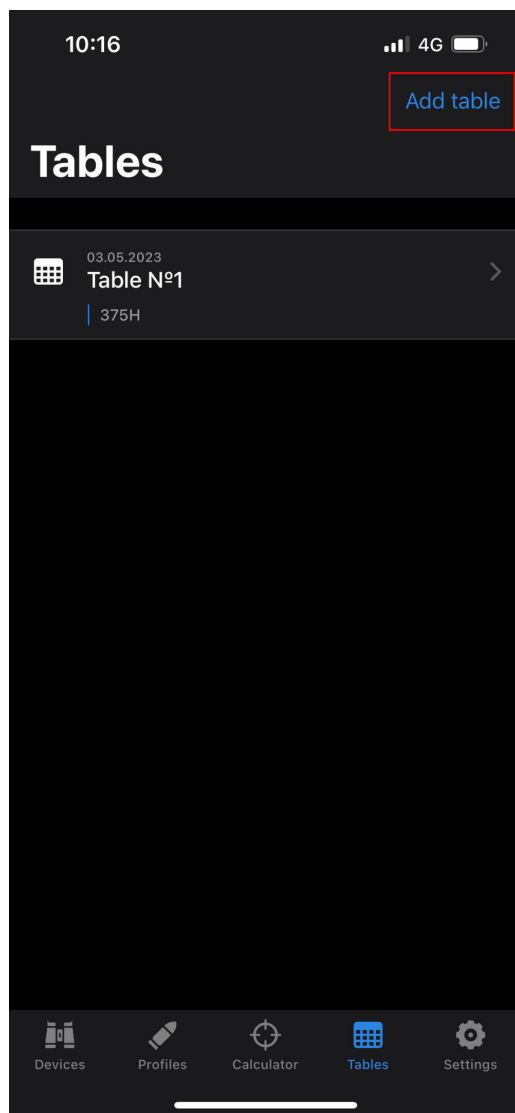 10:16 4G
Add table
Tables
03.05.2023
Table Nº1
375H
Devices Profiles Calculator Tables Settings